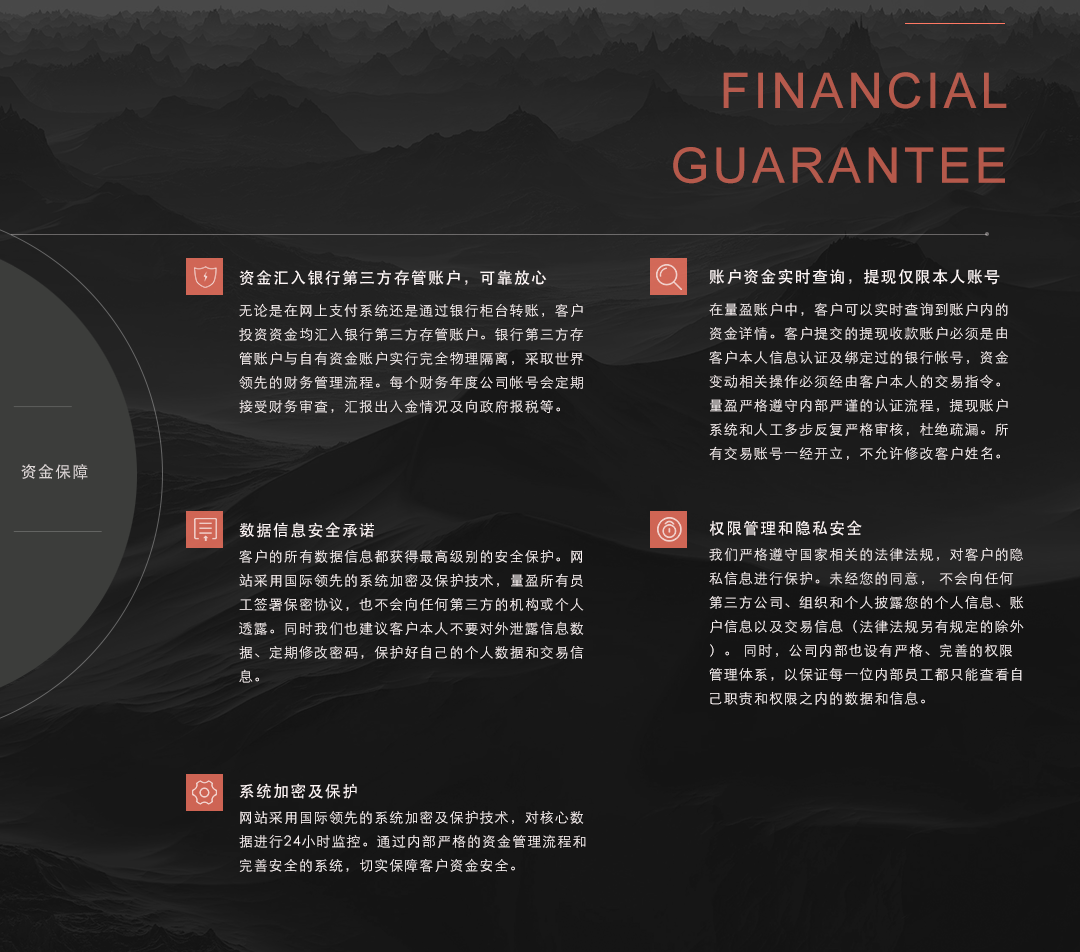 FINANCIAL
GUARANTEE
资金保障
资金汇入银行第三方存管账户，可靠放心
无论是在网上支付系统还是通过银行柜台转账，客户
投资资金均汇入银行第三方存管账户。银行第三方存
管账户与自有资金账户实行完全物理隔离，采取世界
领先的财务管理流程。每个财务年度公司帐号会定期
接受财务审查，汇报出入金情况及向政府报税等。
账户资金实时查询，提现仅限本人账号
在量盈账户中，客户可以实时查询到账户内的
资金详情。客户提交的提现收款账户必须是由
客户本人信息认证及绑定过的银行帐号，资金
变动相关操作必须经由客户本人的交易指令。
量盈严格遵守内部严谨的认证流程，提现账户
系统和人工多步反复严格审核，杜绝疏漏。所
有交易账号一经开立，不允许修改客户姓名。
数据信息安全承诺
客户的所有数据信息都获得最高级别的安全保护。网
站采用国际领先的系统加密及保护技术，量盈所有员
工签署保密协议，也不会向任何第三方的机构或个人
透露。同时我们也建议客户本人不要对外泄露信息数
据、定期修改密码，保护好自己的个人数据和交易信
息。
权限管理和隐私安全
我们严格遵守国家相关的法律法规，对客户的隐
私信息进行保护。未经您的同意， 不会向任何
第三方公司、组织和个人披露您的个人信息、账
户信息以及交易信息（法律法规另有规定的除外
）。 同时，公司内部也设有严格、完善的权限
管理体系，以保证每一位内部员工都只能查看自
己职责和权限之内的数据和信息。
系统加密及保护
网站采用国际领先的系统加密及保护技术，对核心数
据进行24小时监控。通过内部严格的资金管理流程和
完善安全的系统，切实保障客户资金安全。